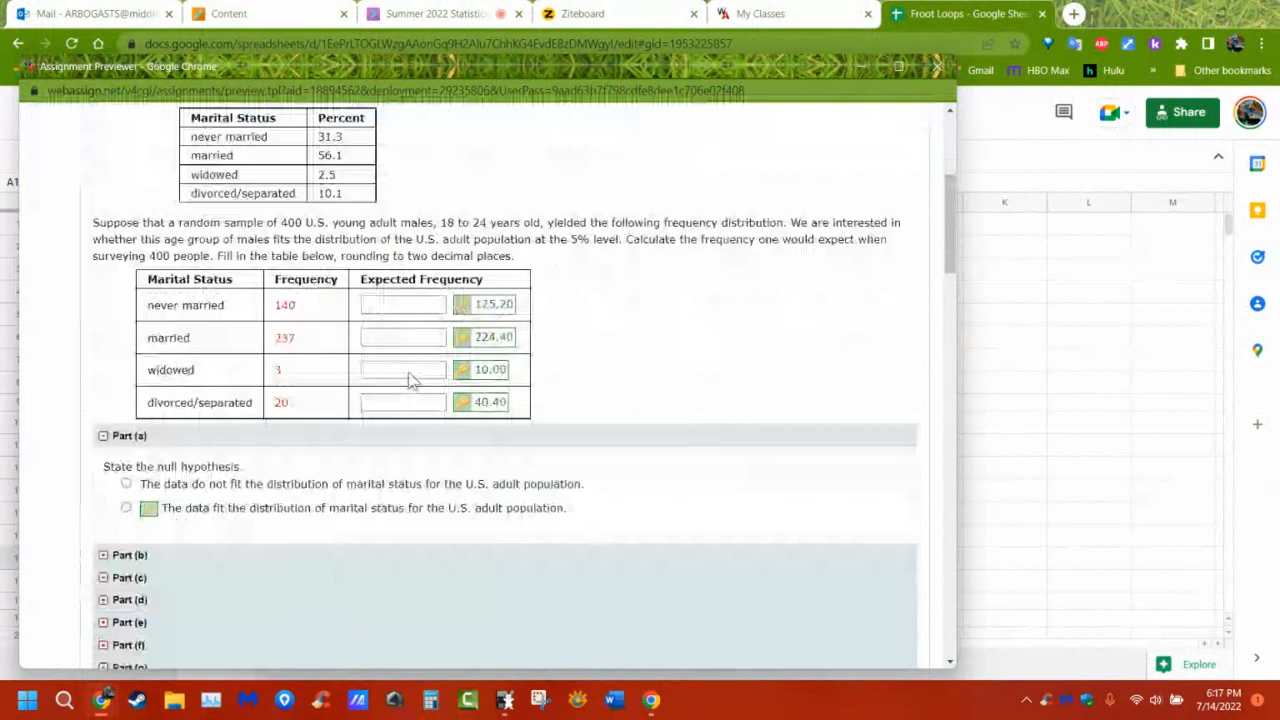 Mail - ARBOGASTS@middle
Content
Summer 2022 Statistic
Ziteboard
My Classes
Froot Loops - Google Shee
docs.google.com/spreadsheets/d/
Gmail
HBO Max
Hulu
»
Other bookmarks
Assignment Previewer - Google Chrome
Share
K
L
M
Marital Status Percent
never married 31.3
married 56.1
widowed 2.5
divorced/separated 10.1
Suppose that a random sample of 400 U.S. young adult males, 18 to 24 years old, yielded the following frequency distribution. We are interested in
whether this age group of males fits the distribution of the U.S. adult population at the 5% level. Calculate the frequency one would expect when
surveying 400 people. Fill in the table below, rounding to two decimal places.
Marital Status Frequency Expected Frequency
never married 140 125.20
married 237 224.40
widowed 3 10.00
divorced/separated 20 40.40
Part (a)
State the null hypothesis.
The data do not fit the distribution of marital status for the U.S. adult population.
The data fit the distribution of marital status for the U.S. adult population.
Part (b)
Part (c)
Part (d)
Part (e)
Part (f)
Explore
6:17 PM
7/14/2022